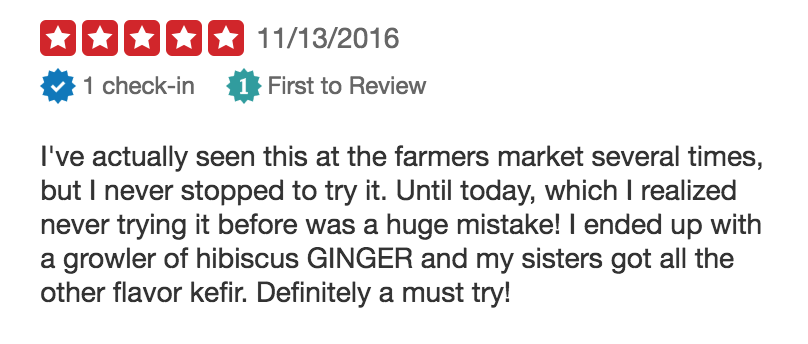 11/13/2016
1 check-in 1 First to Review
I've actually seen this at the farmers market several times,
but I never stopped to try it. Until today, which I realized
never trying it before was a huge mistake! I ended up with
a growler of hibiscus GINGER and my sisters got all the
other flavor kefir. Definitely a must try!